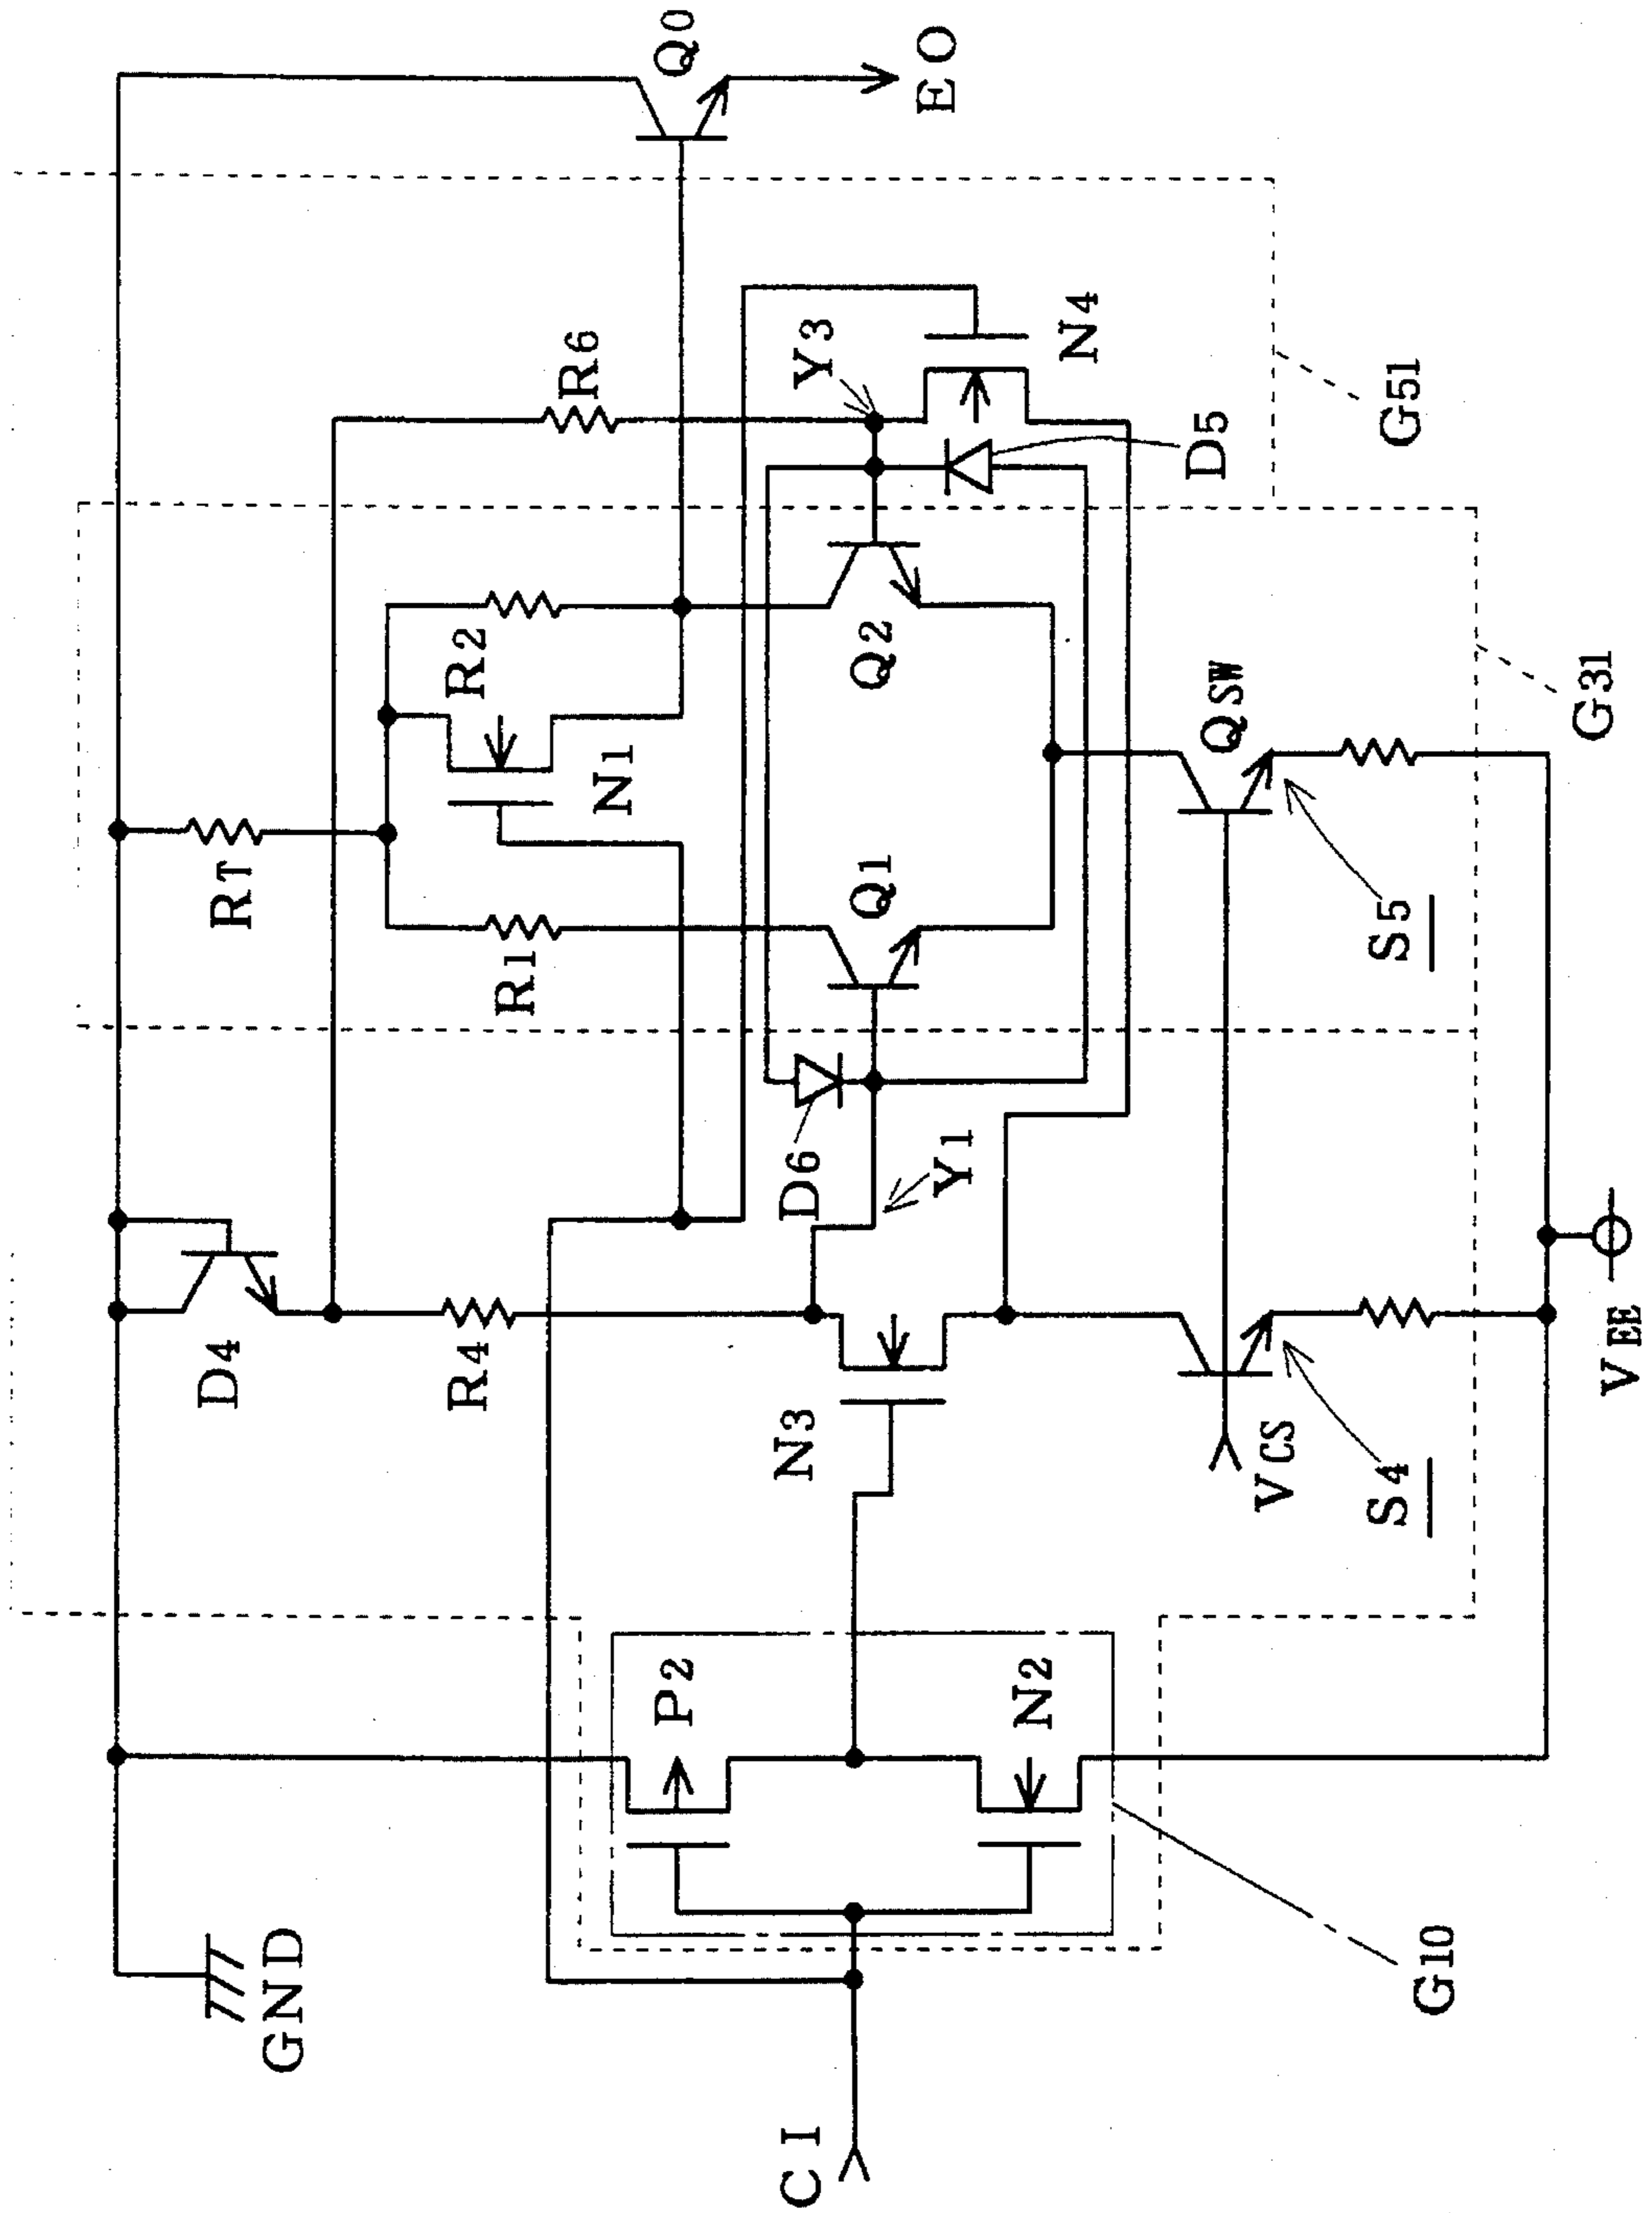 GND
CI
P2
N2
G10
D4
R4
N3
VCS
S4
VEE
D6
Y1
RT
R1
R2
N1
Q1
Q2
QSW
S5
G31
R6
Y3
N4
D5
G51
Q0
EO